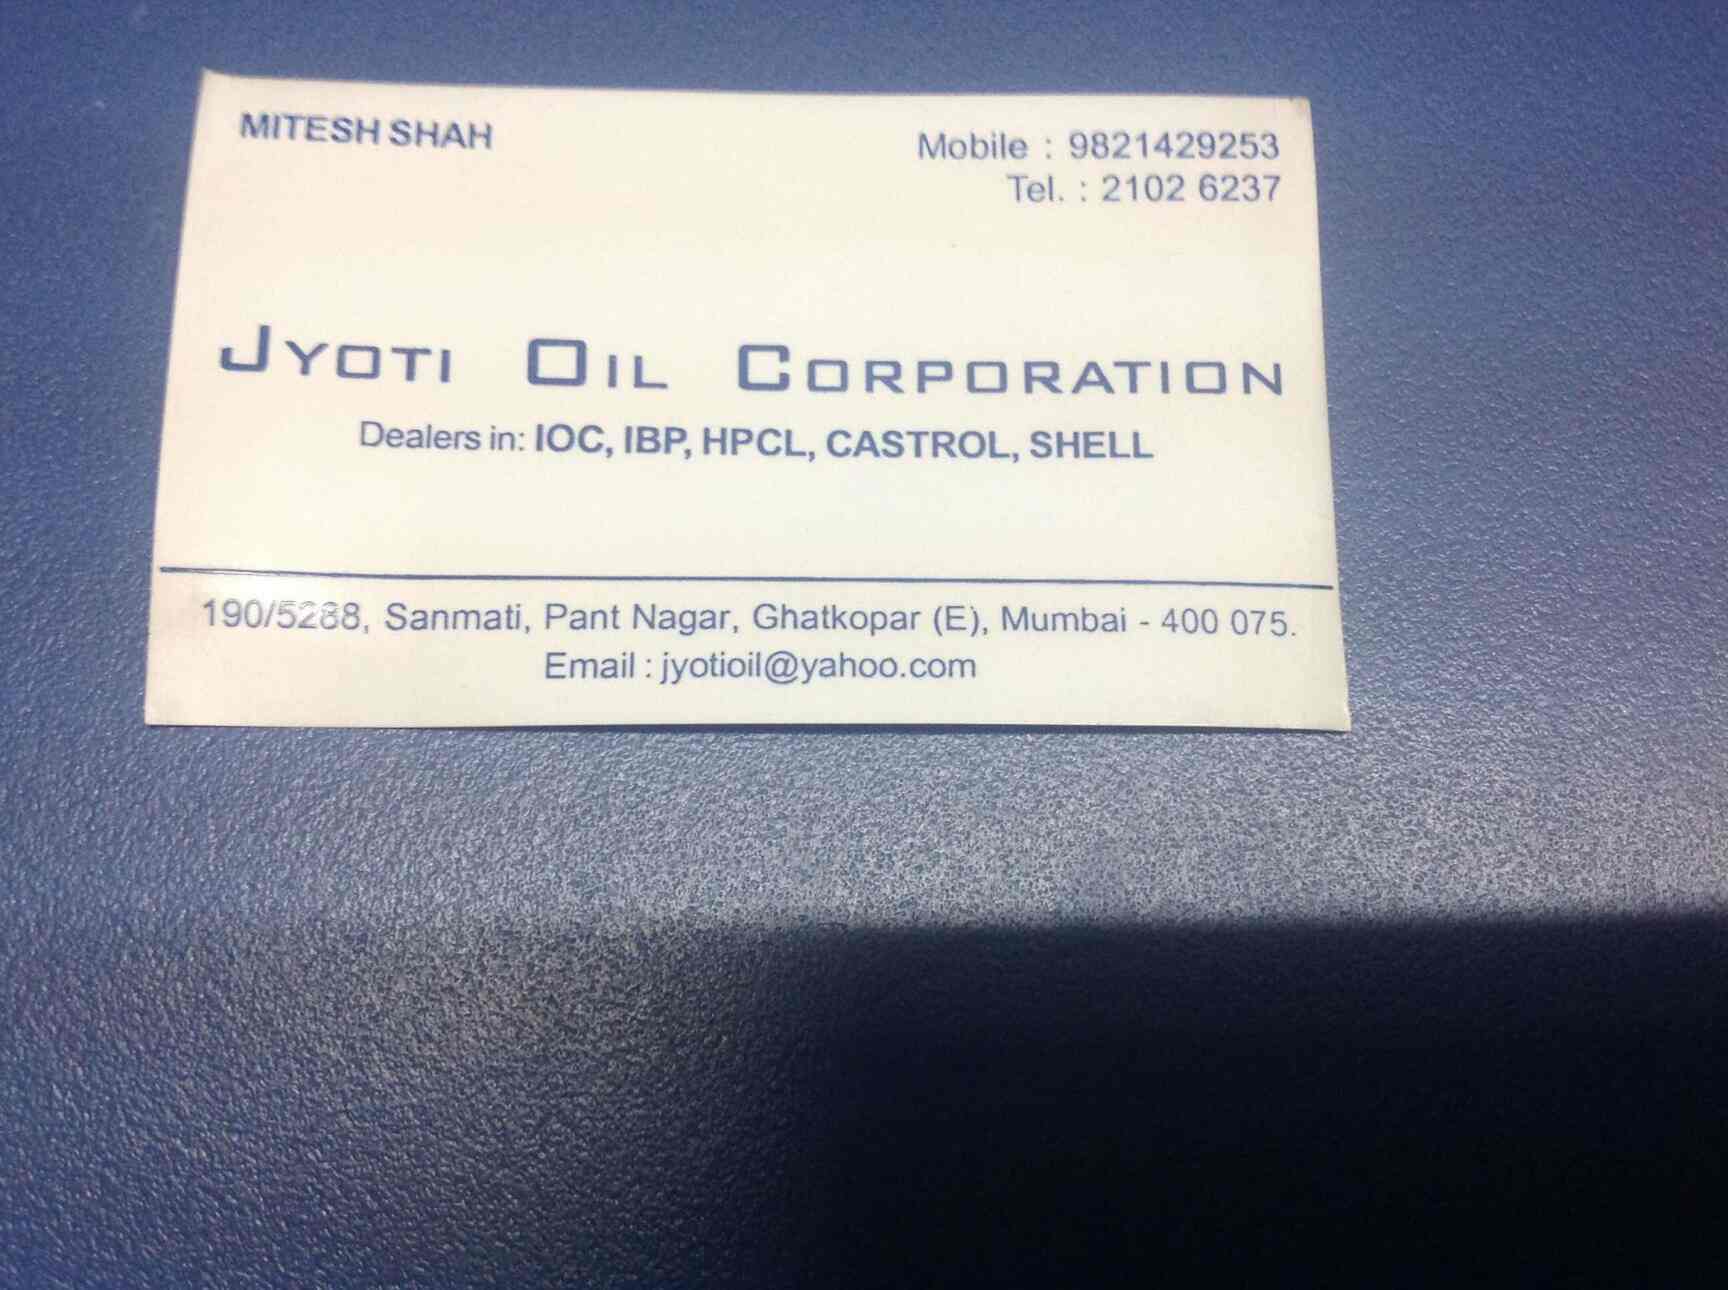 MITESH SHAH
Mobile : 9821429253
Tel. : 2102 6237
JYOTI OIL CORPORATION
Dealers in: IOC, IBP, HPCL, CASTROL, SHELL
190/5288, Sanmati, Pant Nagar, Ghatkopar (E), Mumbai - 400 075.
Email : jyotioil@yahoo.com